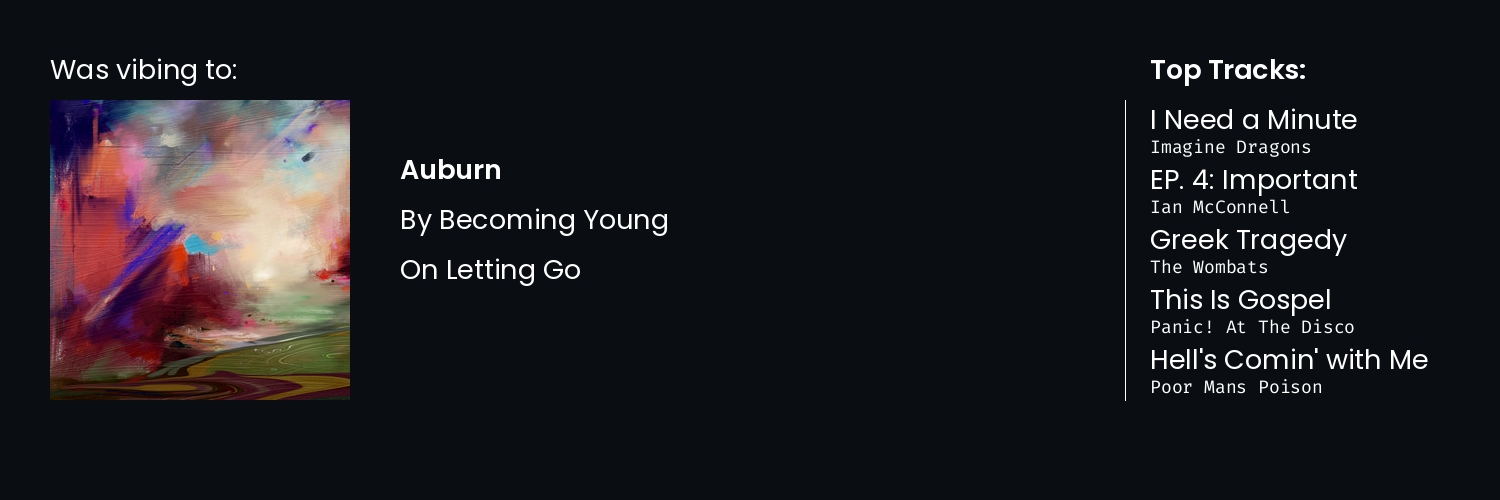 Was vibing to:
Auburn
By Becoming Young
On Letting Go
Top Tracks:
I Need a Minute
Imagine Dragons
EP. 4: Important
Ian McConnell
Greek Tragedy
The Wombats
This Is Gospel
Panic! At The Disco
Hell's Comin' with Me
Poor Mans Poison